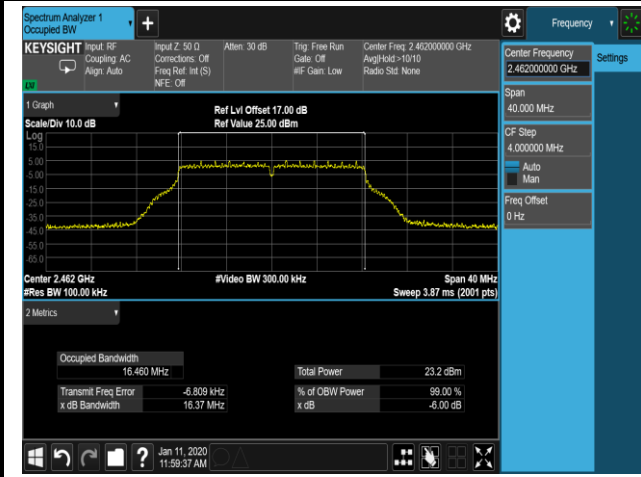 Spectrum Analyzer 1
Occupied BW
Frequency
KEYSIGHT
Input: RF
Coupling: AC
Align: Auto
Input Z: 50 Ω
Corrections: Off
Freq Ref: Int (S)
NFE: Off
Atten: 30 dB
Trig: Free Run
Gate: Off
#IF Gain: Low
Center Freq: 2.462000000 GHz
Avg|Hold:>10/10
Radio Std: None
Center Frequency
2.462000000 GHz
Settings
Span
40.000 MHz
CF Step
4.000000 MHz
Auto
Man
Freq Offset
0 Hz
1 Graph
Scale/Div 10.0 dB
Ref Lvl Offset 17.00 dB
Ref Value 25.00 dBm
Log
15.0
5.00
-5.00
-15.0
-25.0
-35.0
-45.0
-55.0
-65.0
Center 2.462 GHz
#Res BW 100.00 kHz
#Video BW 300.00 kHz
Span 40 MHz
Sweep 3.87 ms (2001 pts)
2 Metrics
Occupied Bandwidth
16.460 MHz
Total Power 23.2 dBm
Transmit Freq Error -6.809 kHz
% of OBW Power 99.00 %
x dB Bandwidth 16.37 MHz
x dB -6.00 dB
?
Jan 11, 2020
11:59:37 AM